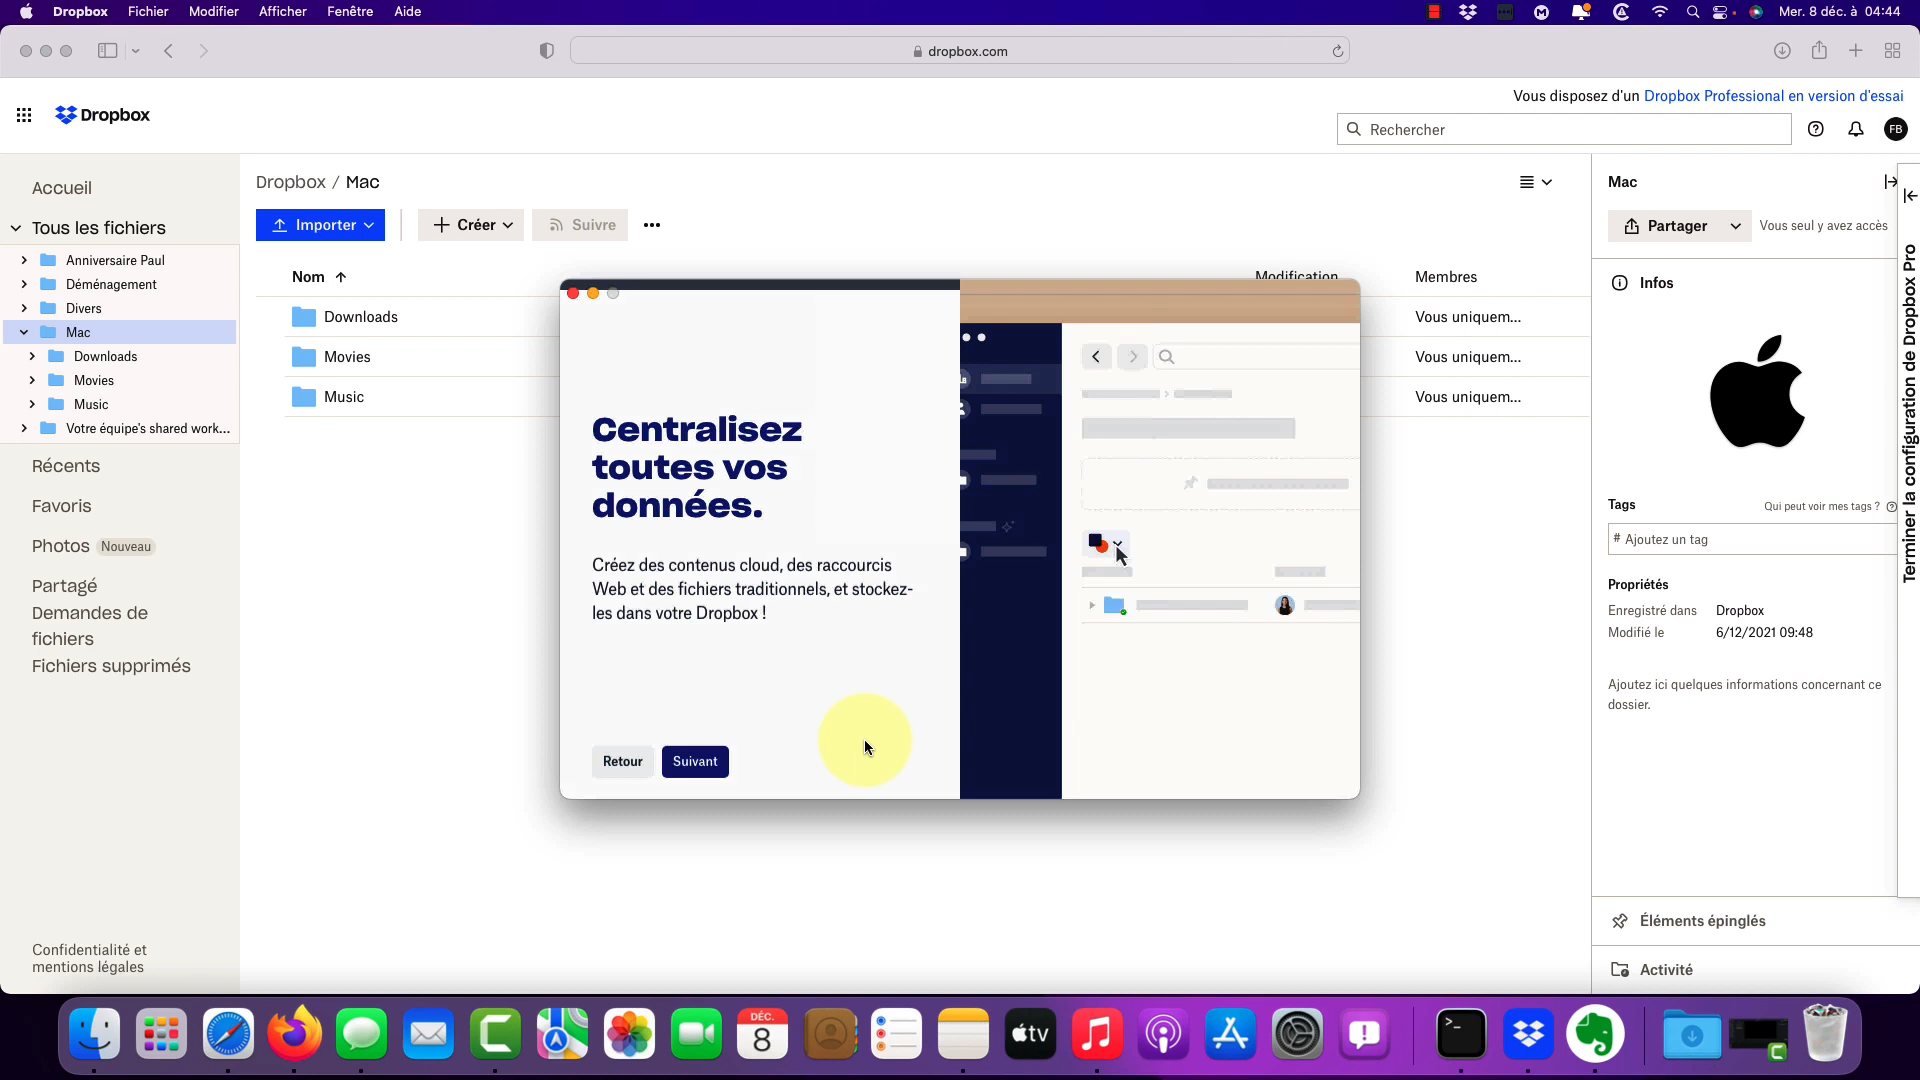 Dropbox Fichier Modifier Afficher Fenêtre Aide
Mer. 8 déc. à 04:44
dropbox.com
Vous disposez d'un Dropbox Professional en version d'essai
Dropbox
Rechercher
FB
Accueil
Tous les fichiers
Anniversaire Paul
Déménagement
Divers
Mac
Downloads
Movies
Music
Votre équipe's shared work...
Récents
Favoris
Photos Nouveau
Partagé
Demandes de
fichiers
Fichiers supprimés
Confidentialité et
mentions légales
Dropbox / Mac
Importer
Créer
Suivre
Nom
Modification
Membres
Downloads
Vous uniquem...
Movies
Vous uniquem...
Music
Vous uniquem...
Centralisez
toutes vos
données.
Créez des contenus cloud, des raccourcis
Web et des fichiers traditionnels, et stockez-
les dans votre Dropbox !
Retour
Suivant
Mac
Partager
Vous seul y avez accès
Infos
Tags
Qui peut voir mes tags ?
# Ajoutez un tag
Propriétés
Enregistré dans Dropbox
Modifié le 6/12/2021 09:48
Ajoutez ici quelques informations concernant ce
dossier.
Éléments épinglés
Activité
Terminer la configuration de Dropbox Pro
DÉC.
8
tv